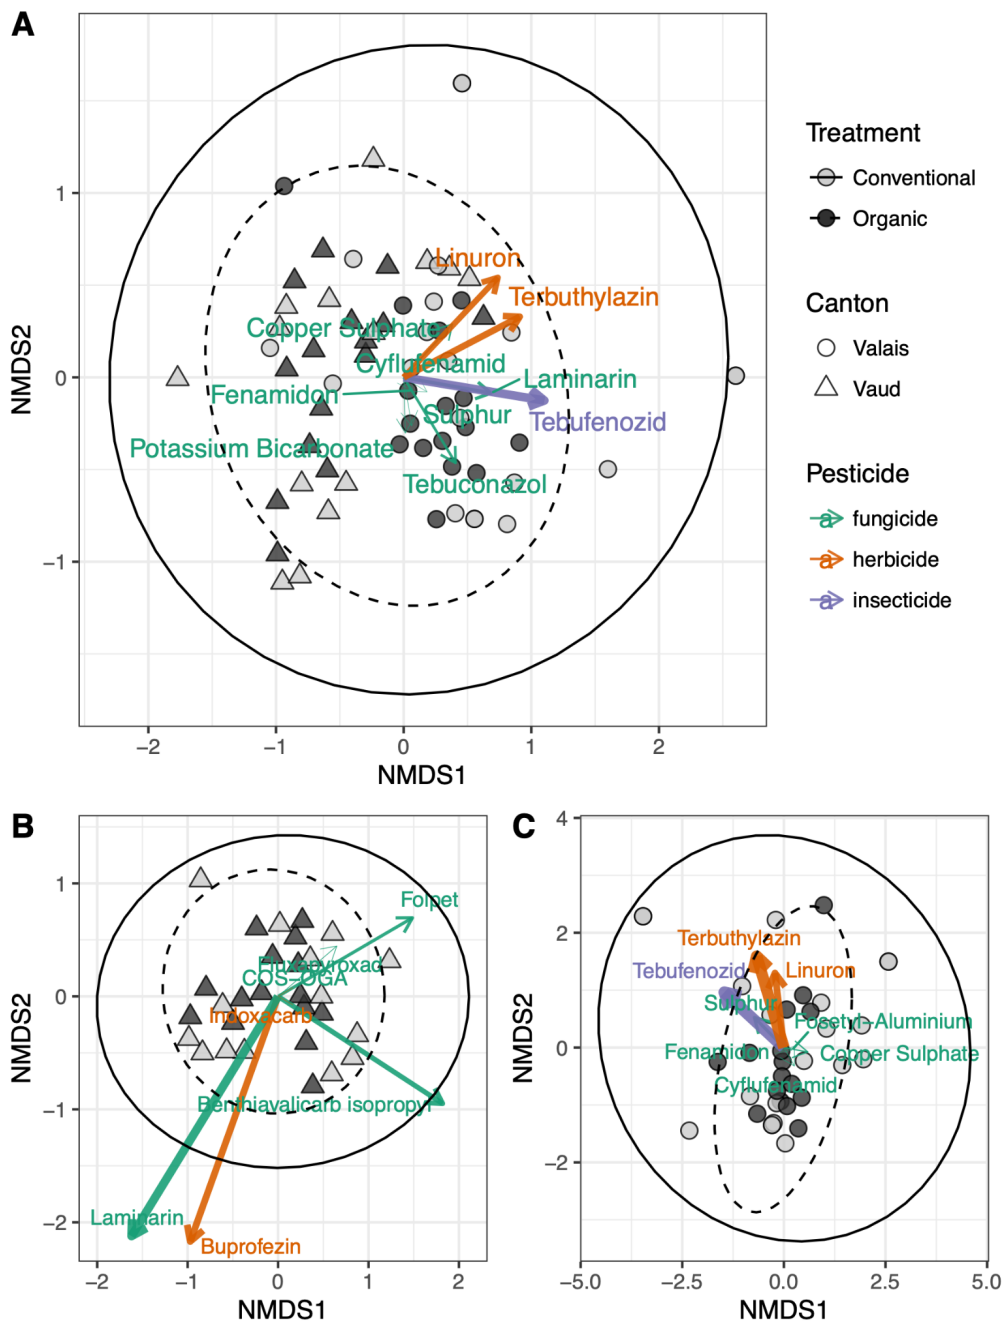 A
Linuron
Terbuthylazin
Copper Sulphate
Cyflufenamid
Laminarin
Fenamidon
Sulphur
Tebufenozid
Potassium Bicarbonate
Tebuconazol
1
0
−1
NMDS2
−2
−1
0
1
2
NMDS1
Treatment
Conventional
Organic
Canton
Valais
Vaud
Pesticide
a fungicide
a herbicide
a insecticide
B
Folpet
Fluxapyroxad
COS−OGA
Indoxacarb
Benthiavalicarb isopropyl
Laminarin
Buprofezin
1
0
−1
−2
NMDS2
−2
−1
0
1
2
NMDS1
C
Terbuthylazin
Tebufenozid
Linuron
Sulphur
Fosetyl−Aluminium
Fenamidon
Copper Sulphate
Cyflufenamid
4
2
0
−2
NMDS2
−5.0
−2.5
0.0
2.5
5.0
NMDS1